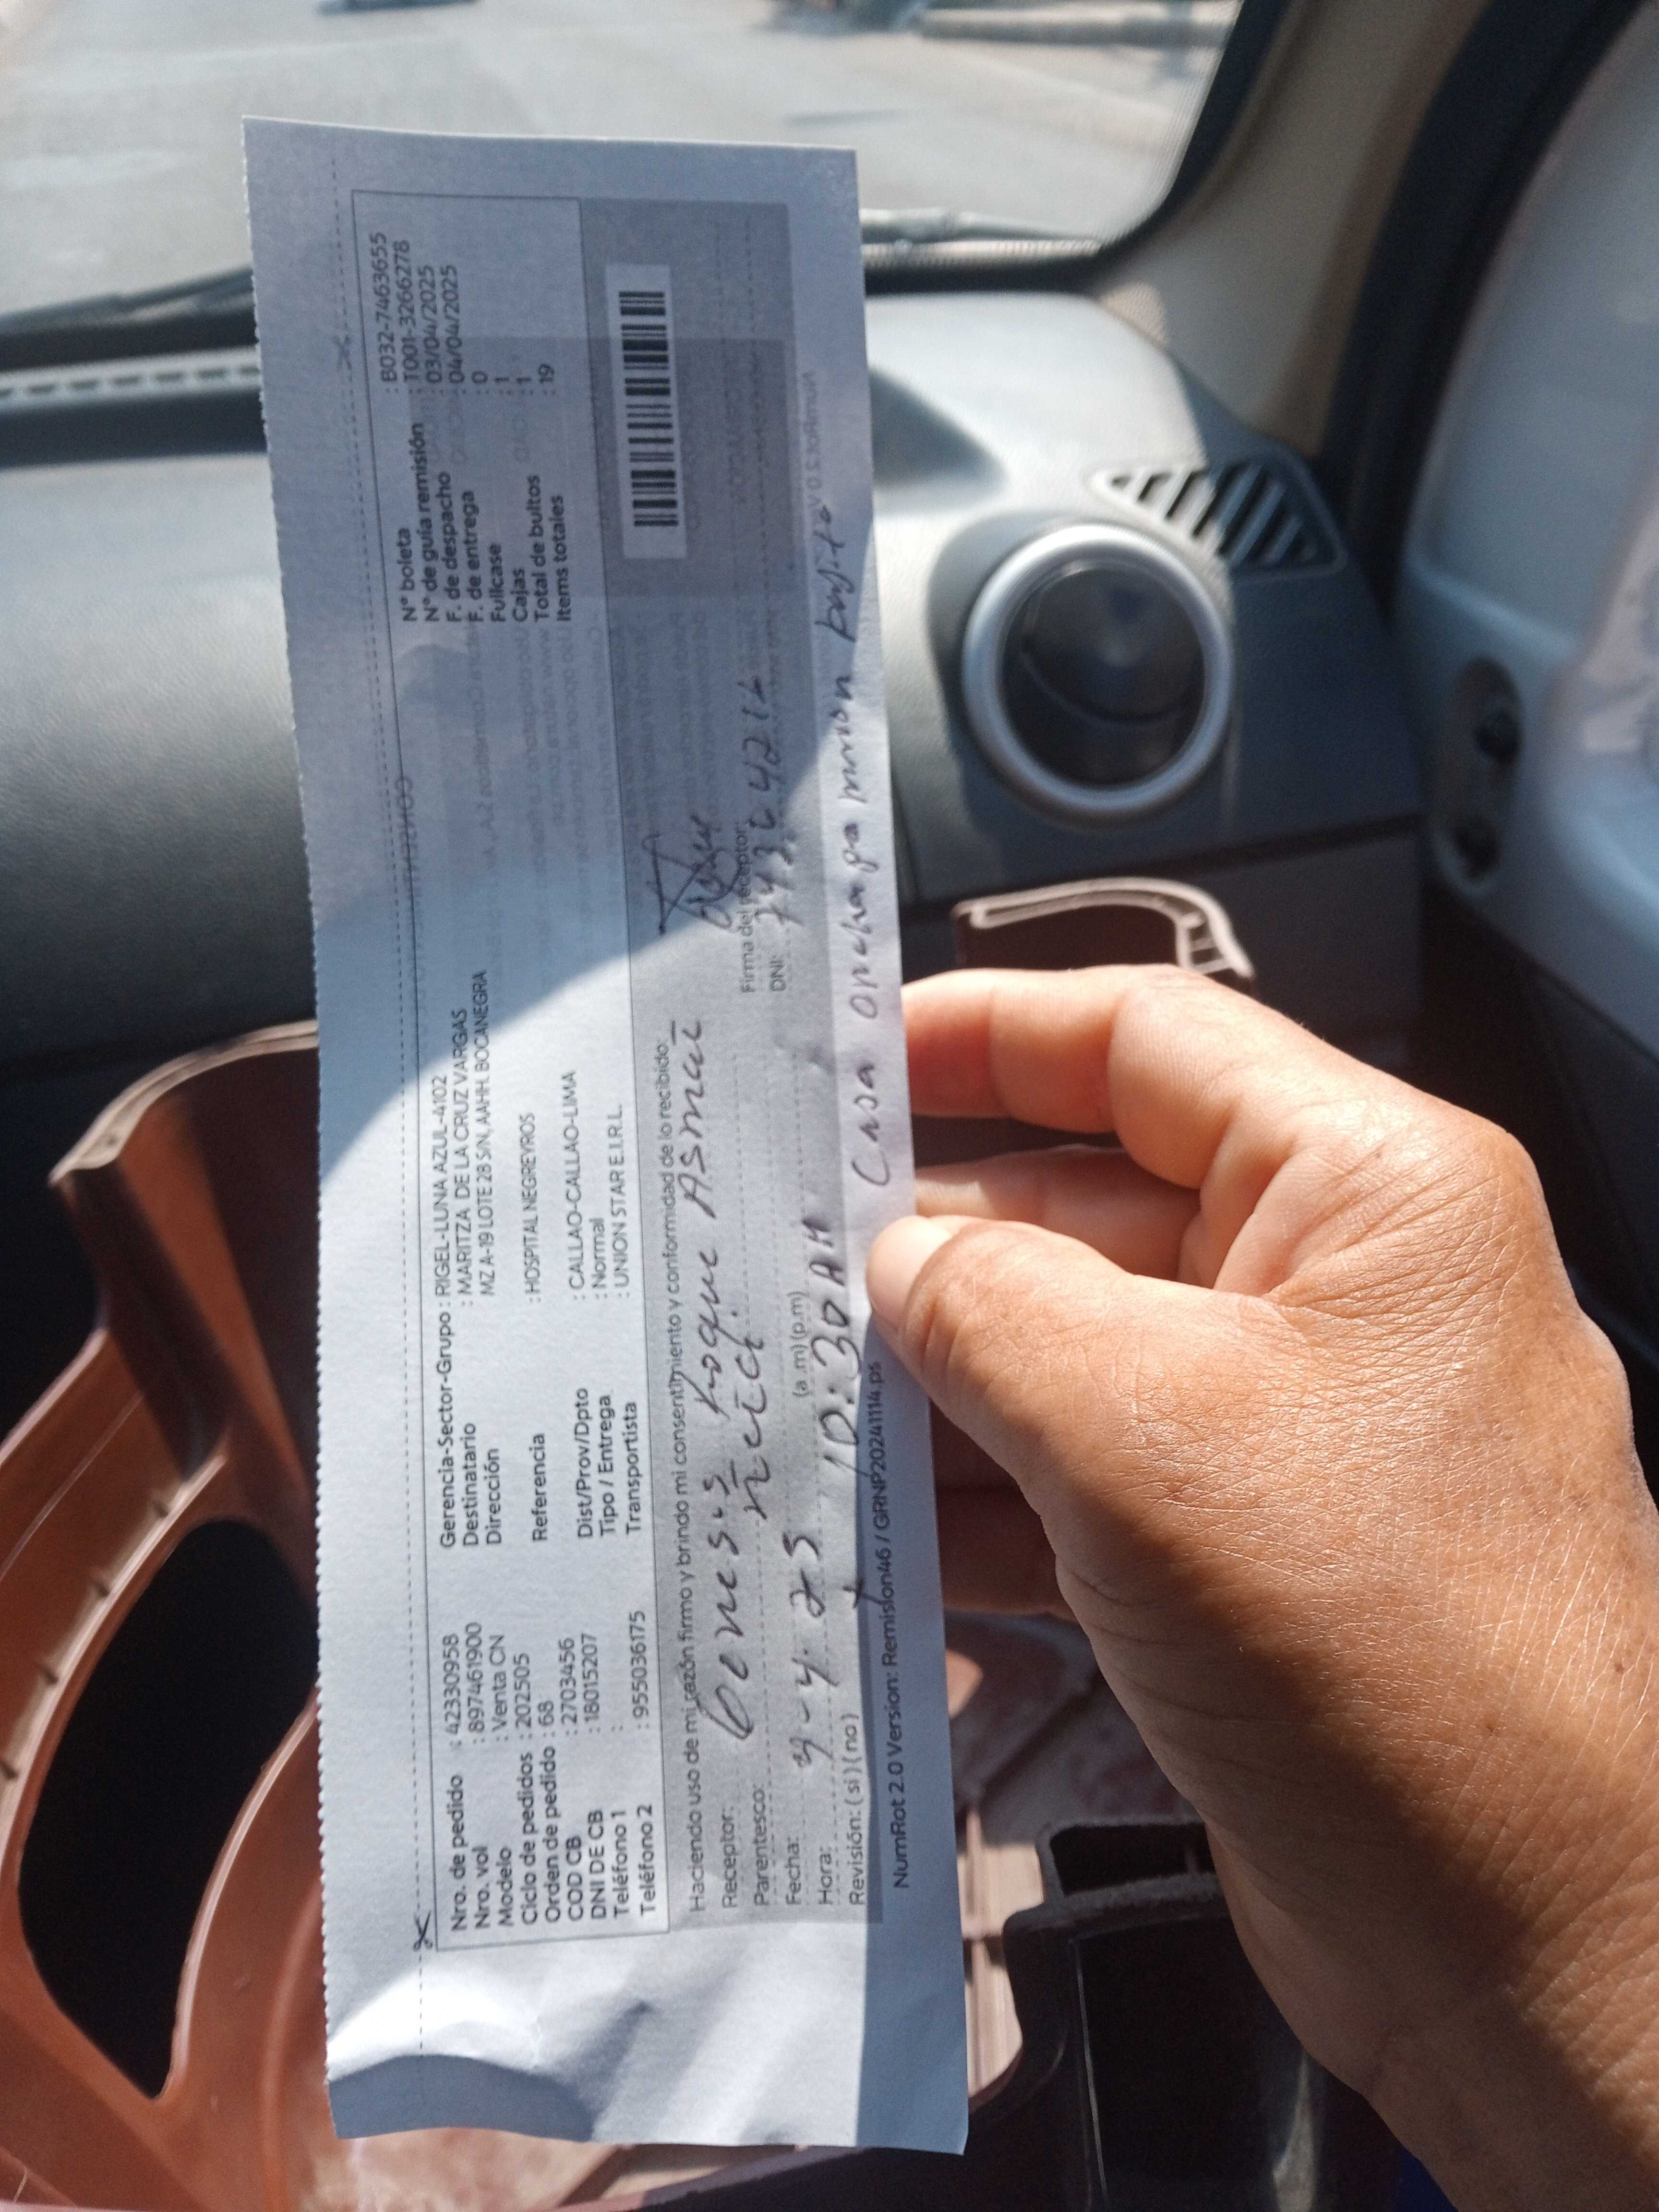 Nro. de pedido : 42330958
Nro. vol : 897461900
Modelo : Venta CN
Ciclo de pedidos : 202505
Orden de pedido : 68
COD CB : 2703456
DNI DE CB : 18015207
Teléfono 1 :
Teléfono 2 : 955036175
Gerencia-Sector-Grupo : RIGEL-LUNA AZUL-4102
Destinatario : MARITZA DE LA CRUZ VARGAS
Dirección MZ A-19 LOTE 28 S/N, AAHH. BOCANEGRA
Referencia : HOSPITAL NEGREYROS
Dist/Prov/Dpto : CALLAO-CALLAO-LIMA
Tipo / Entrega : Normal
Transportista : UNION STAR E.I.R.L.
N° boleta : B032-7463655
N° de guía remisión : T001-3266278
F. de despacho : 03/04/2025
F. de entrega : 04/04/2025
Fullcase : 0
Cajas : 1
Total de bultos : 1
Items totales : 19
Haciendo uso de mi razón firmo y brindo mi consentimiento y conformidad de lo recibido:
Receptor: Genesis Roque Asmat
Parentesco:
Firma del receptor
DNI:
Fecha: 4-4-25
Hora: (a.m) (p.m) 10:30 AM
Revisión: ( si ) ( no )
Casa
NumRot 2.0 Version: Remision46 / GRNP20241114.ps